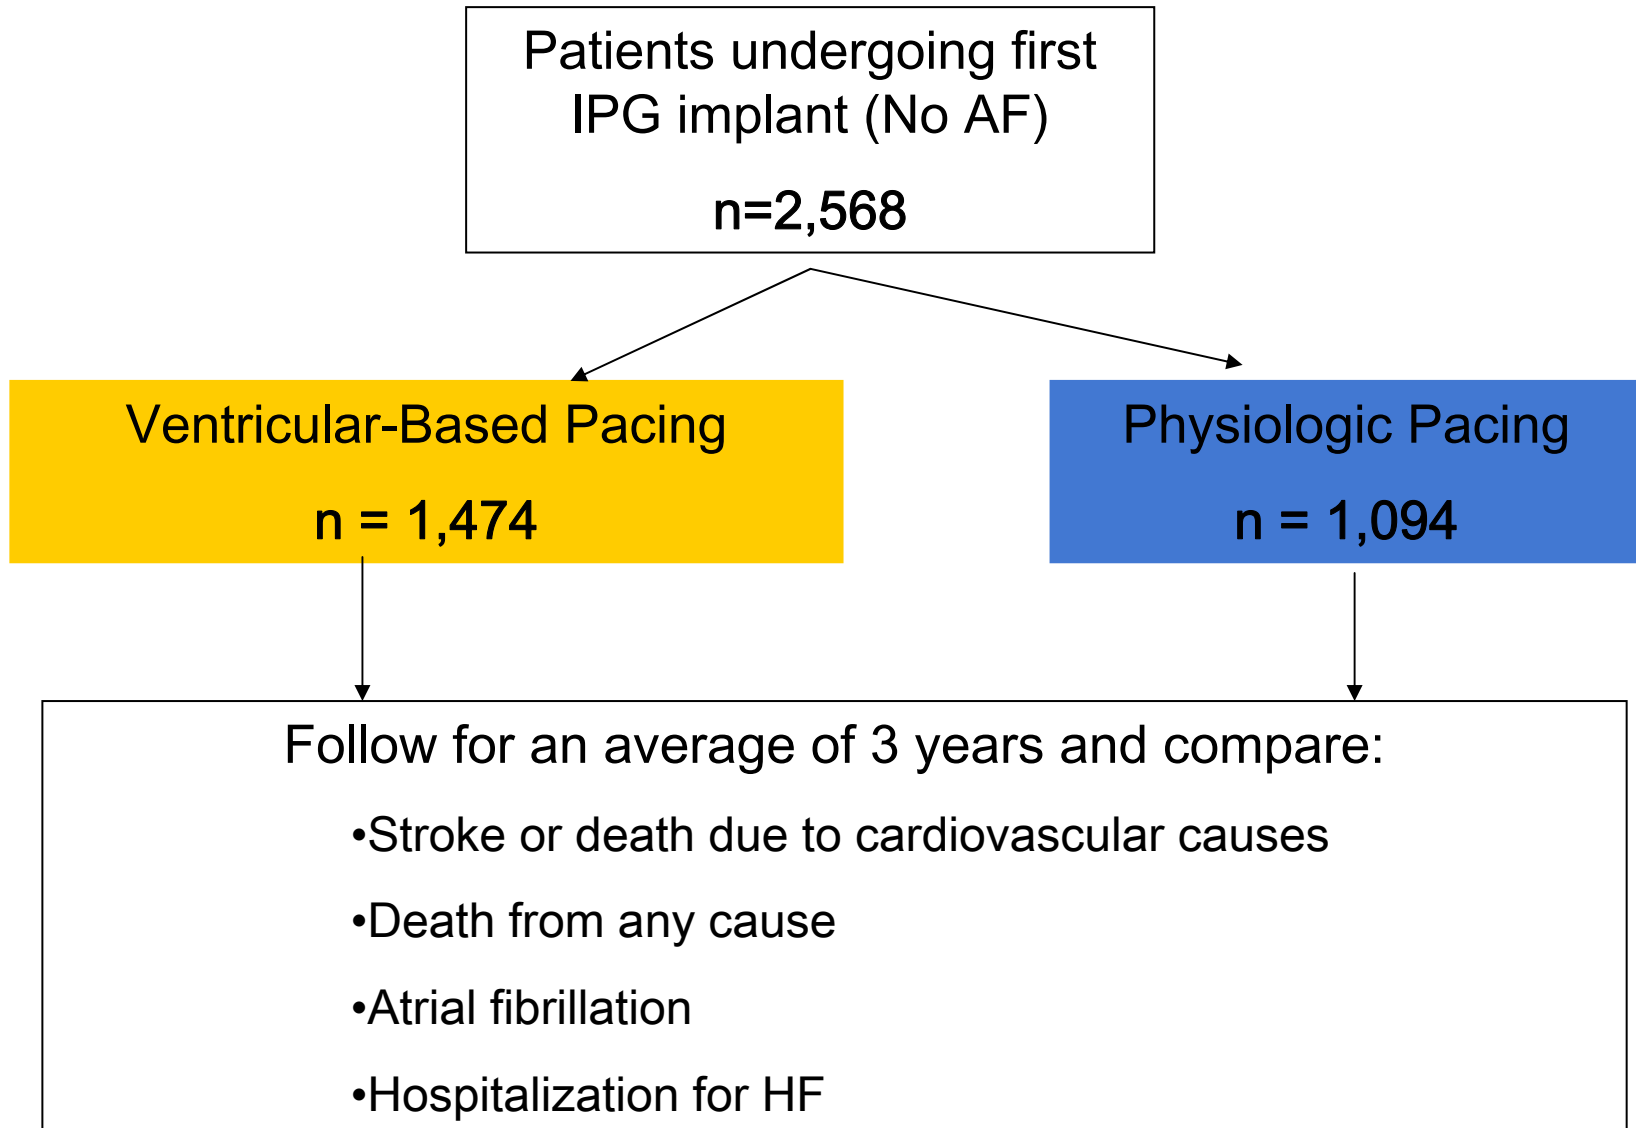 Patients undergoing first
IPG implant (No AF)
n=2,568
Ventricular-Based Pacing
n = 1,474
Physiologic Pacing
n = 1,094
Follow for an average of 3 years and compare:
•Stroke or death due to cardiovascular causes
•Death from any cause
•Atrial fibrillation
•Hospitalization for HF